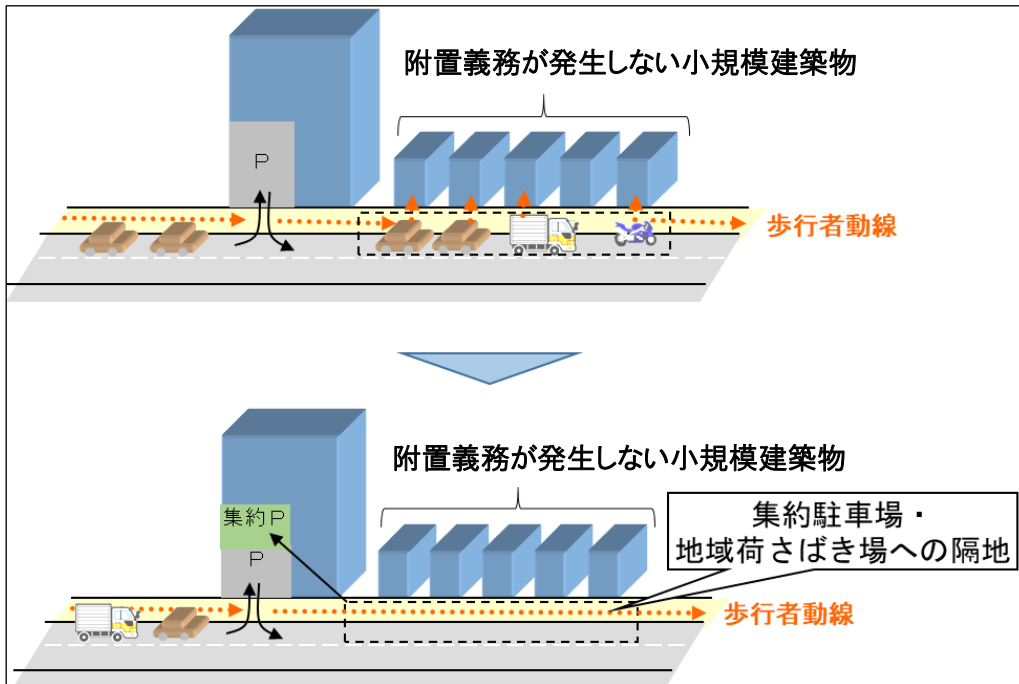 附置義務が発生しない小規模建築物
P
歩行者動線
附置義務が発生しない小規模建築物
集約P
P
集約駐車場・
地域荷さばき場への隔地
歩行者動線